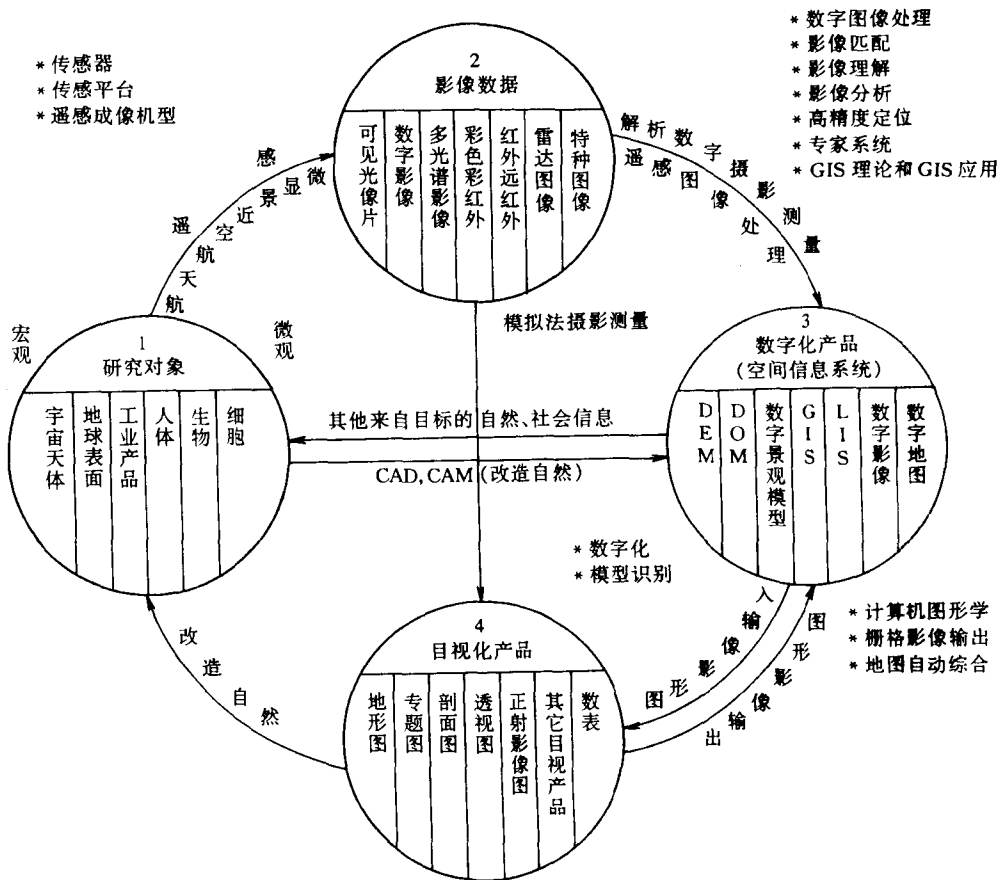 * 传感器
* 传感平台
* 遥感成像机型
* 数字图像处理
* 影像匹配
* 影像理解
* 影像分析
* 高精度定位
* 专家系统
* GIS 理论和 GIS 应用
2
影像数据
可见光像片
数字影像
多光谱影像
彩色彩红外
红外远红外
雷达图像
特种图像
遥感
航天航空近景显微
解析数字摄影测量
遥感图像处理
宏观
微观
1
研究对象
宇宙天体
地球表面
工业产品
人体
生物
细胞
模拟法摄影测量
3
数字化产品
(空间信息系统)
DEM
DOM
数字景观模型
GIS
LIS
数字影像
数字地图
其他来自目标的自然、社会信息
CAD, CAM (改造自然)
* 数字化
* 模型识别
4
目视化产品
地形图
专题图
剖面图
透视图
正射影像图
其它目视产品
数表
改造自然
图形影像输入
图形影像输出
* 计算机图形学
* 栅格影像输出
* 地图自动综合